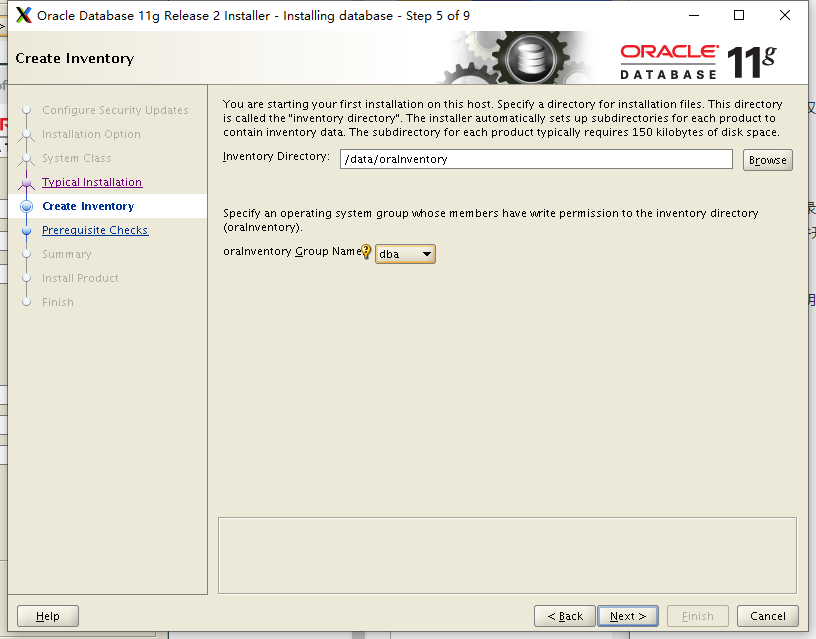 Oracle Database 11g Release 2 Installer - Installing database - Step 5 of 9
Create Inventory
ORACLE
DATABASE 11g
Configure Security Updates
Installation Option
System Class
Typical Installation
Create Inventory
Prerequisite Checks
Summary
Install Product
Finish
You are starting your first installation on this host. Specify a directory for installation files. This directory
is called the "inventory directory". The installer automatically sets up subdirectories for each product to
contain inventory data. The subdirectory for each product typically requires 150 kilobytes of disk space.
Inventory Directory: /data/oraInventory Browse
Specify an operating system group whose members have write permission to the inventory directory
(oraInventory).
oraInventory Group Name dba
Help < Back Next > Finish Cancel